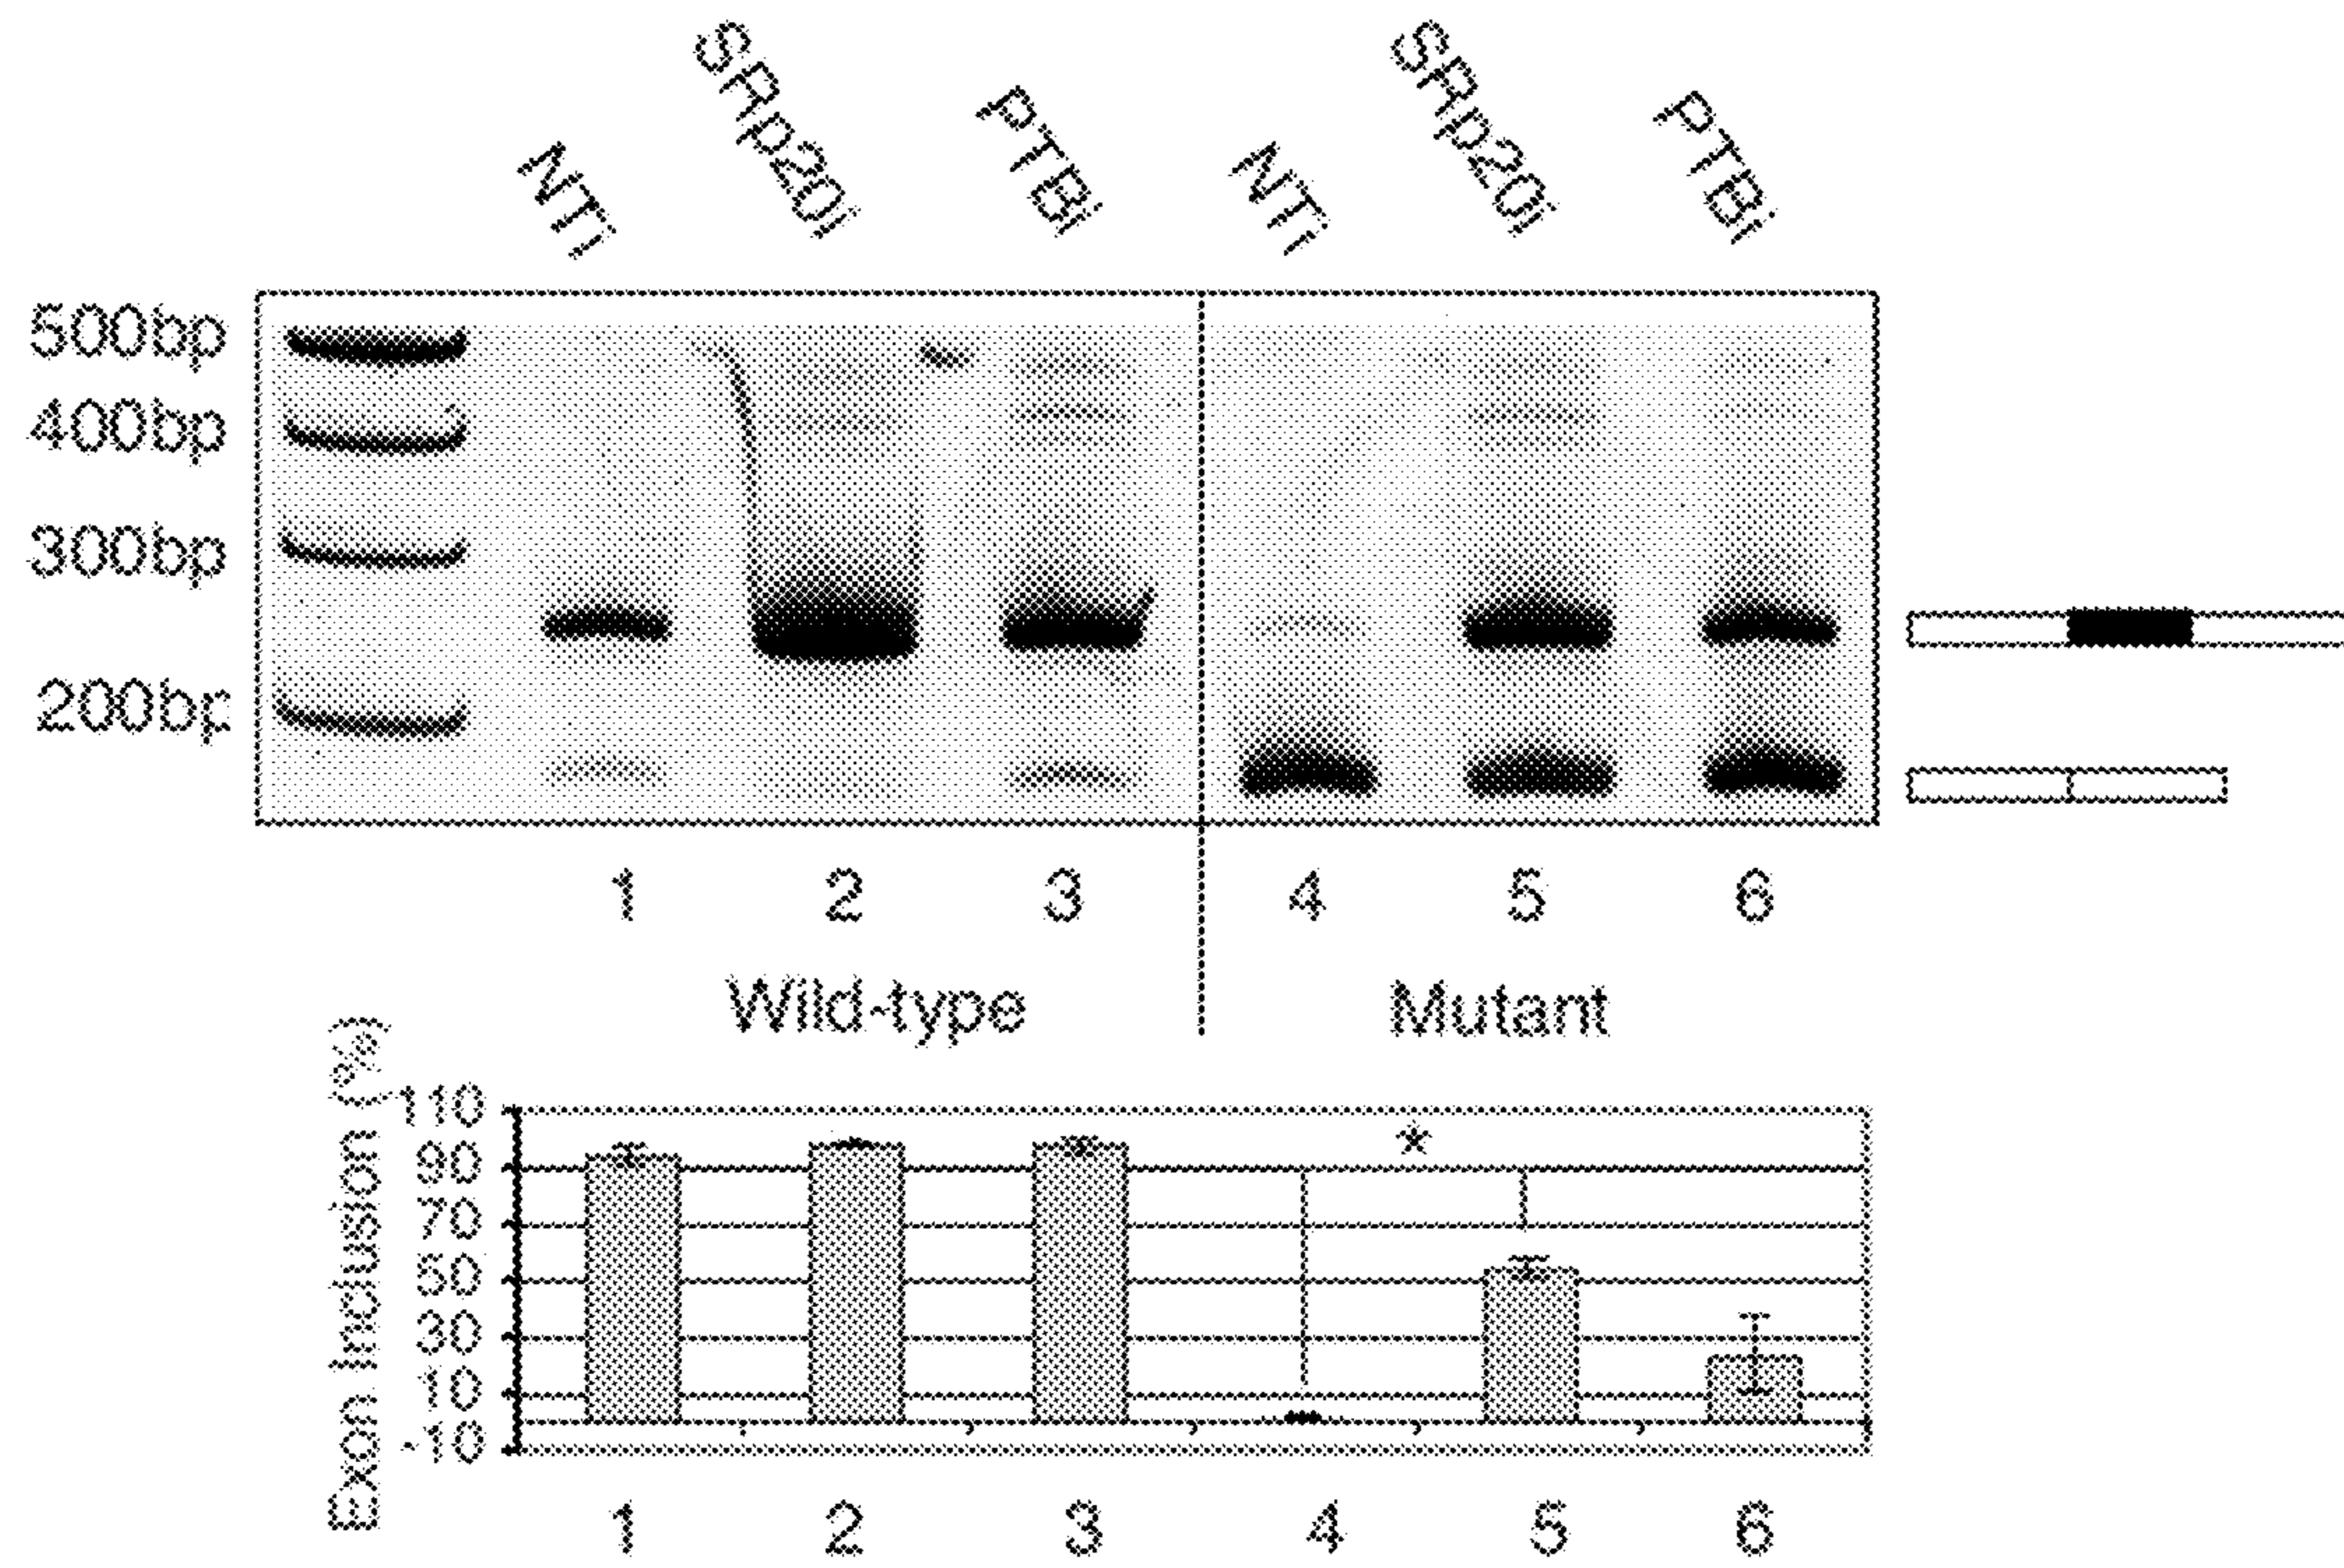 NTi SRp20i PTBi NTi SRp20i PTBi
500bp
400bp
300bp
200bp
1 2 3 4 5 6
Wild-type Mutant
Exon Inclusion (%)
110
90
70
50
30
10
-10
*
1 2 3 4 5 6